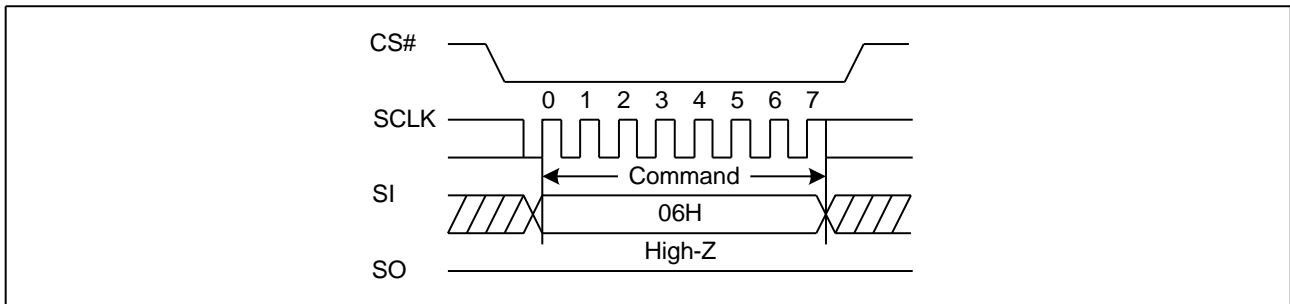 CS#
0 1 2 3 4 5 6 7
SCLK
Command
SI
06H
High-Z
SO